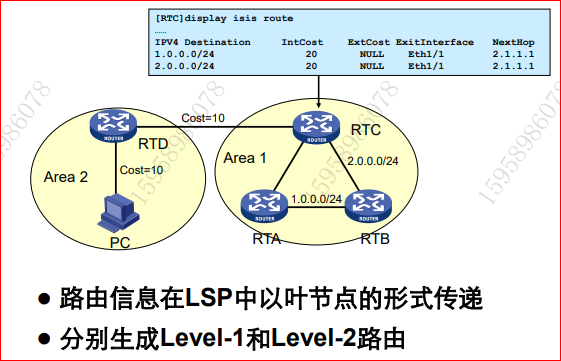 [RTC]display isis route
……
IPV4 Destination IntCost ExtCost ExitInterface NextHop
1.0.0.0/24 20 NULL Eth1/1 2.1.1.1
2.0.0.0/24 20 NULL Eth1/1 2.1.1.1
Cost=10
ROUTER
RTD
ROUTER
RTC
Area 1
2.0.0.0/24
Area 2
Cost=10
1.0.0.0/24
ROUTER
ROUTER
PC
RTA
RTB
15958986078
15958986078
15958986078
● 路由信息在LSP中以叶节点的形式传递
● 分别生成Level-1和Level-2路由